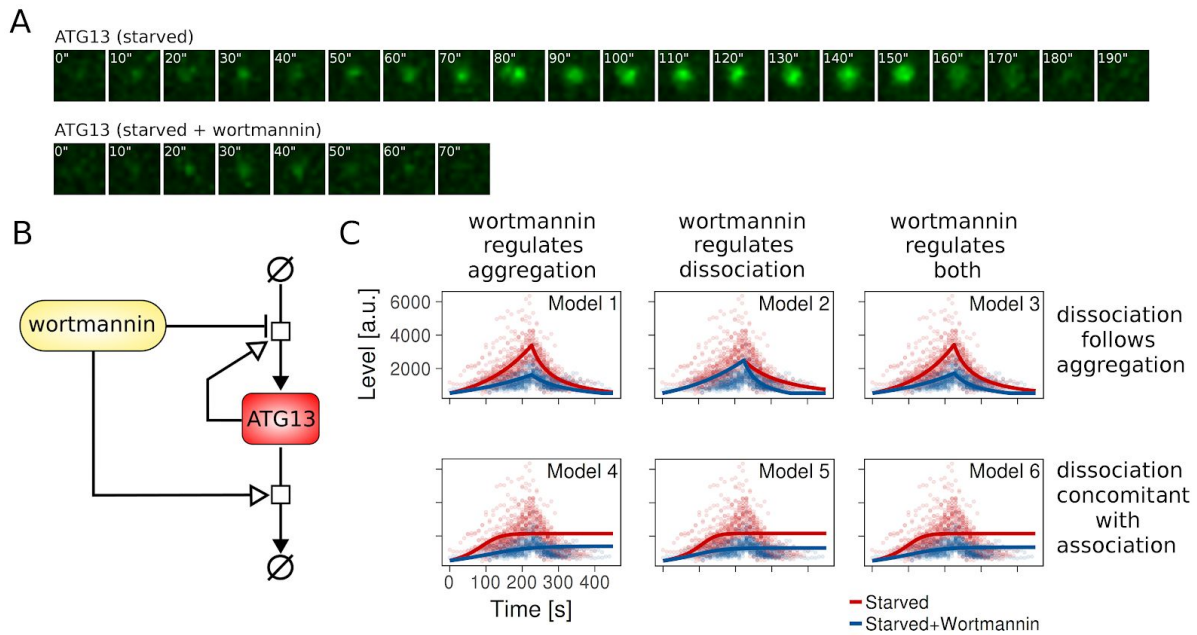 A
ATG13 (starved)
0" 10" 20" 30" 40" 50" 60" 70" 80" 90" 100" 110" 120" 130" 140" 150" 160" 170" 180" 190"
ATG13 (starved + wortmannin)
0" 10" 20" 30" 40" 50" 60" 70"
B
wortmannin
ATG13
C
wortmannin
regulates
aggregation
wortmannin
regulates
dissociation
wortmannin
regulates
both
Level [a.u.]
6000
4000
2000
Model 1
Model 2
Model 3
dissociation
follows
aggregation
Model 4
Model 5
Model 6
dissociation
concomitant
with
association
0 100 200 300 400
Time [s]
Starved
Starved+Wortmannin